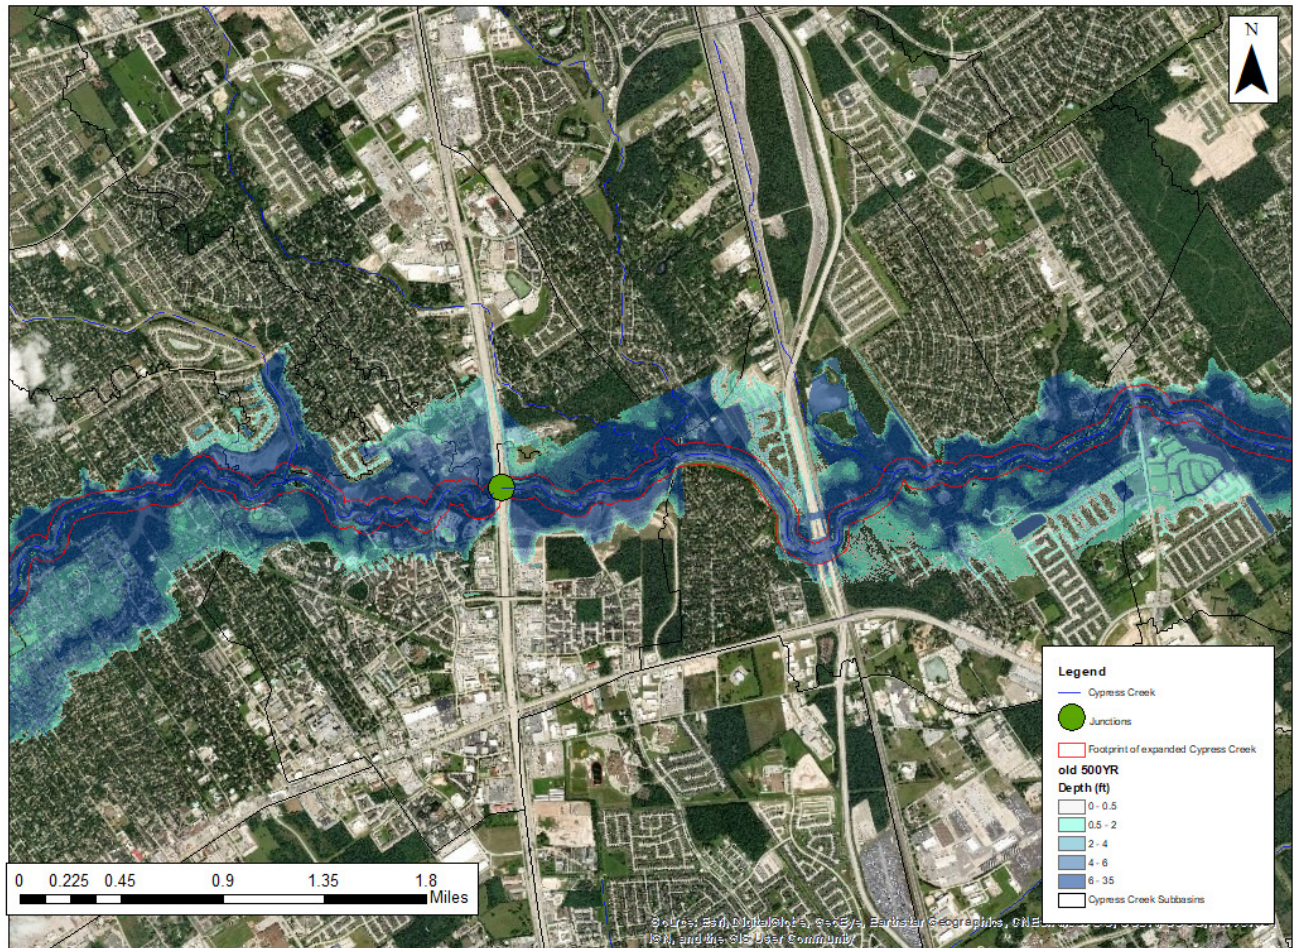 N
Legend
Cypress Creek
Junctions
Footprint of expanded Cypress Creek
old 500YR
Depth (ft)
0 - 0.5
0.5 - 2
2 - 4
4 - 6
6 - 35
Cypress Creek Subbasins
0 0.225 0.45 0.9 1.35 1.8
Miles
Source: Esri, DigitalGlobe, GeoEye, Earthstar Geographics,
IGN, and the GIS User Community